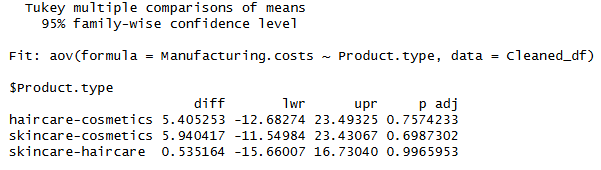 Tukey multiple comparisons of means
95% family-wise confidence level
Fit: aov(formula = Manufacturing.costs ~ Product.type, data = Cleaned_df)
$Product.type
diff lwr upr p adj
haircare-cosmetics 5.405253 -12.68274 23.49325 0.7574233
skincare-cosmetics 5.940417 -11.54984 23.43067 0.6987302
skincare-haircare 0.535164 -15.66007 16.73040 0.9965953